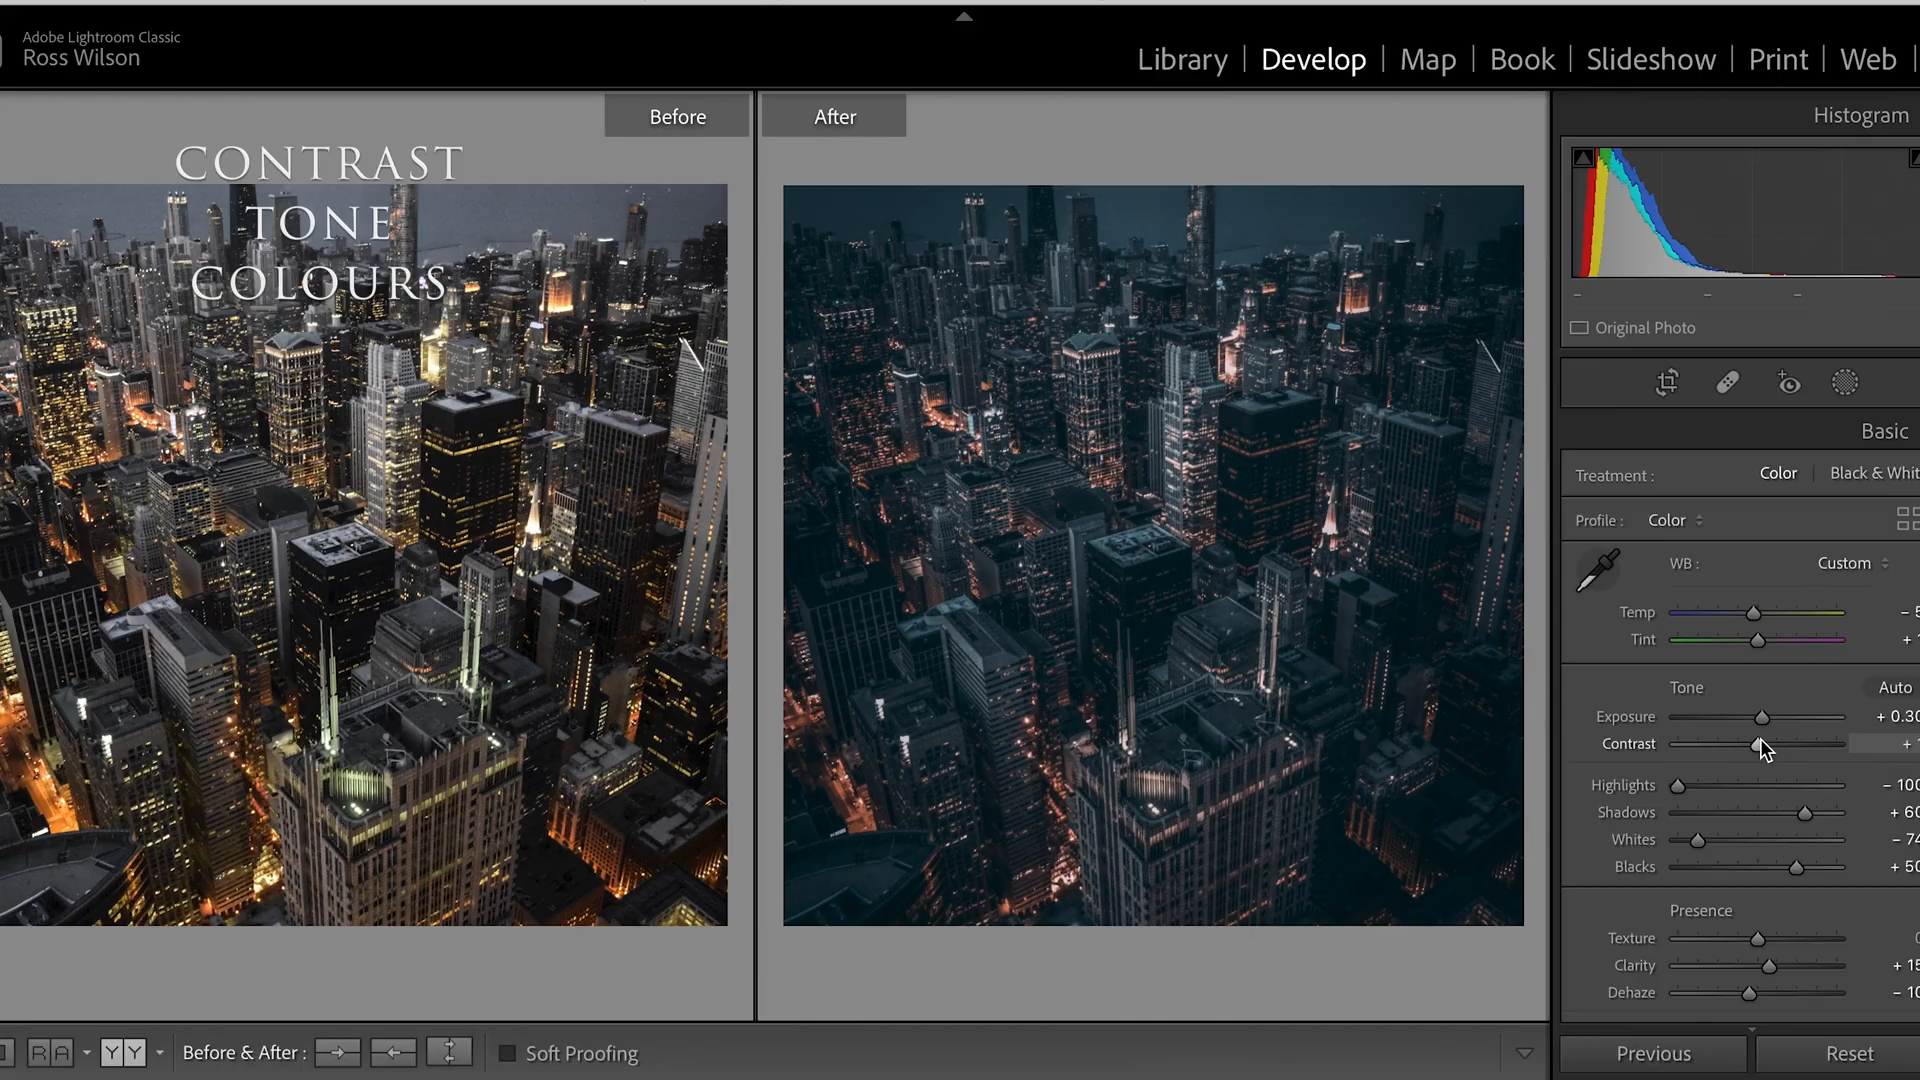 Adobe Lightroom Classic
Ross Wilson
Library | Develop | Map | Book | Slideshow | Print | Web |
Before
After
CONTRAST
TONE
COLOURS
Histogram
Original Photo
Basic
Treatment : Color | Black &
Profile : Color
WB : Custom
Temp
Tint
Tone Auto
Exposure + 0.30
Contrast
Highlights − 100
Shadows + 60
Whites − 74
Blacks + 50
Presence
Texture 0
Clarity + 15
Dehaze − 10
R A Y Y Before & After : Soft Proofing
Previous Reset